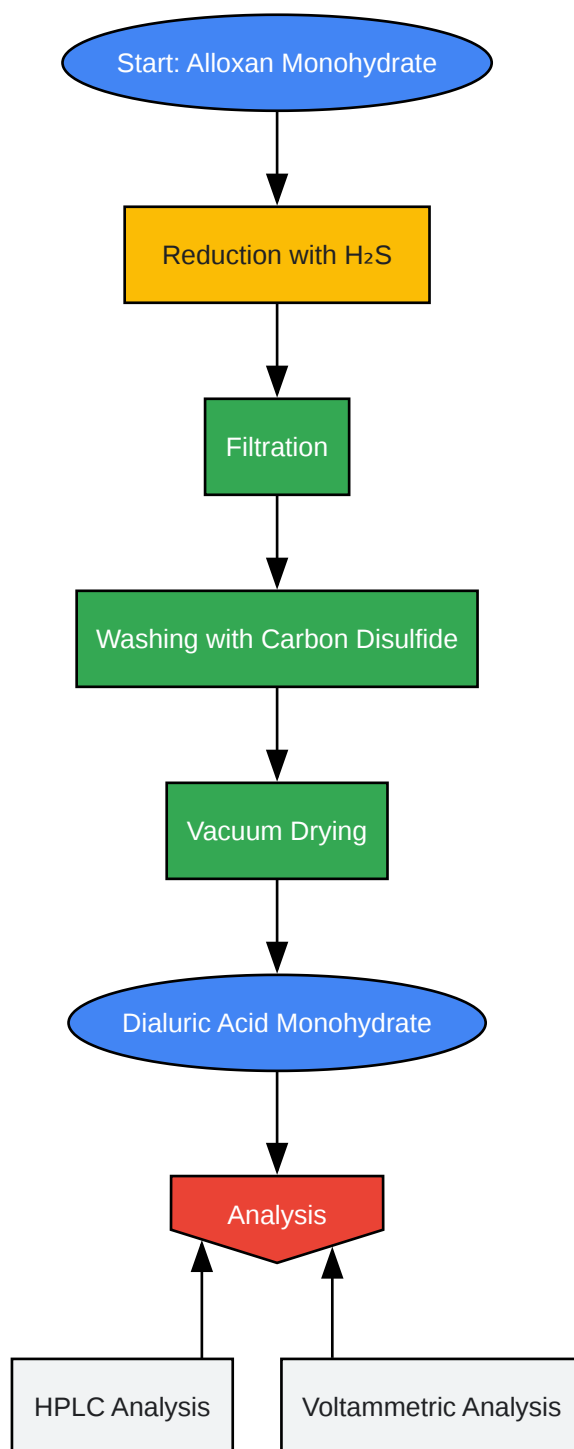 Start: Alloxan Monohydrate
Reduction with H₂S
Filtration
Washing with Carbon Disulfide
Vacuum Drying
Dialuric Acid Monohydrate
Analysis
HPLC Analysis
Voltammetric Analysis